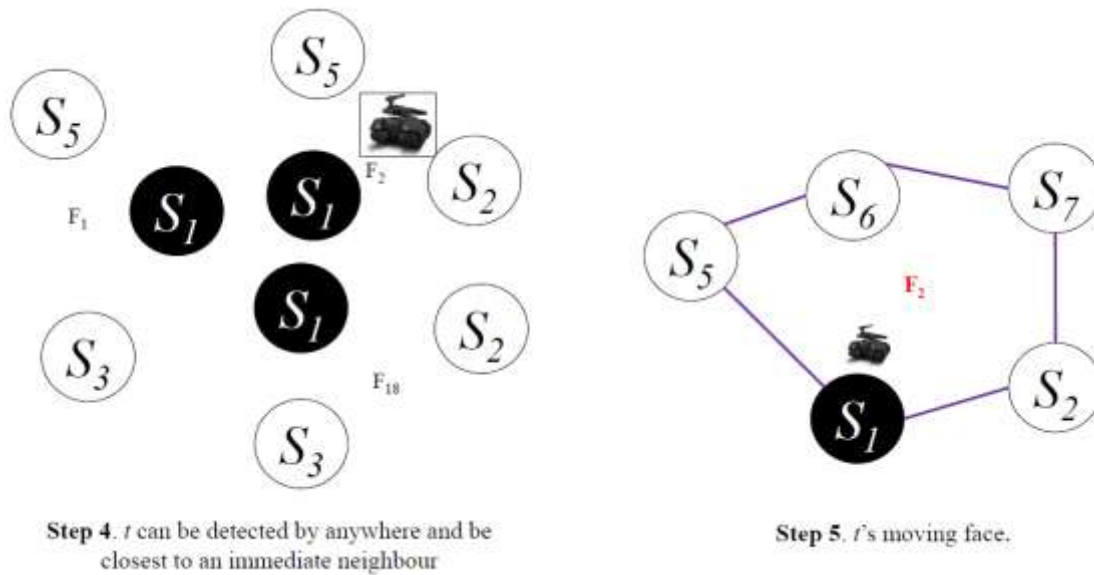 S5
S5
F2
S1
S1
S2
F1
S1
S2
S3
F18
S3
Step 4. t can be detected by anywhere and be
closest to an immediate neighbour
S6
S7
S5
F2
S2
S1
Step 5. t's moving face.